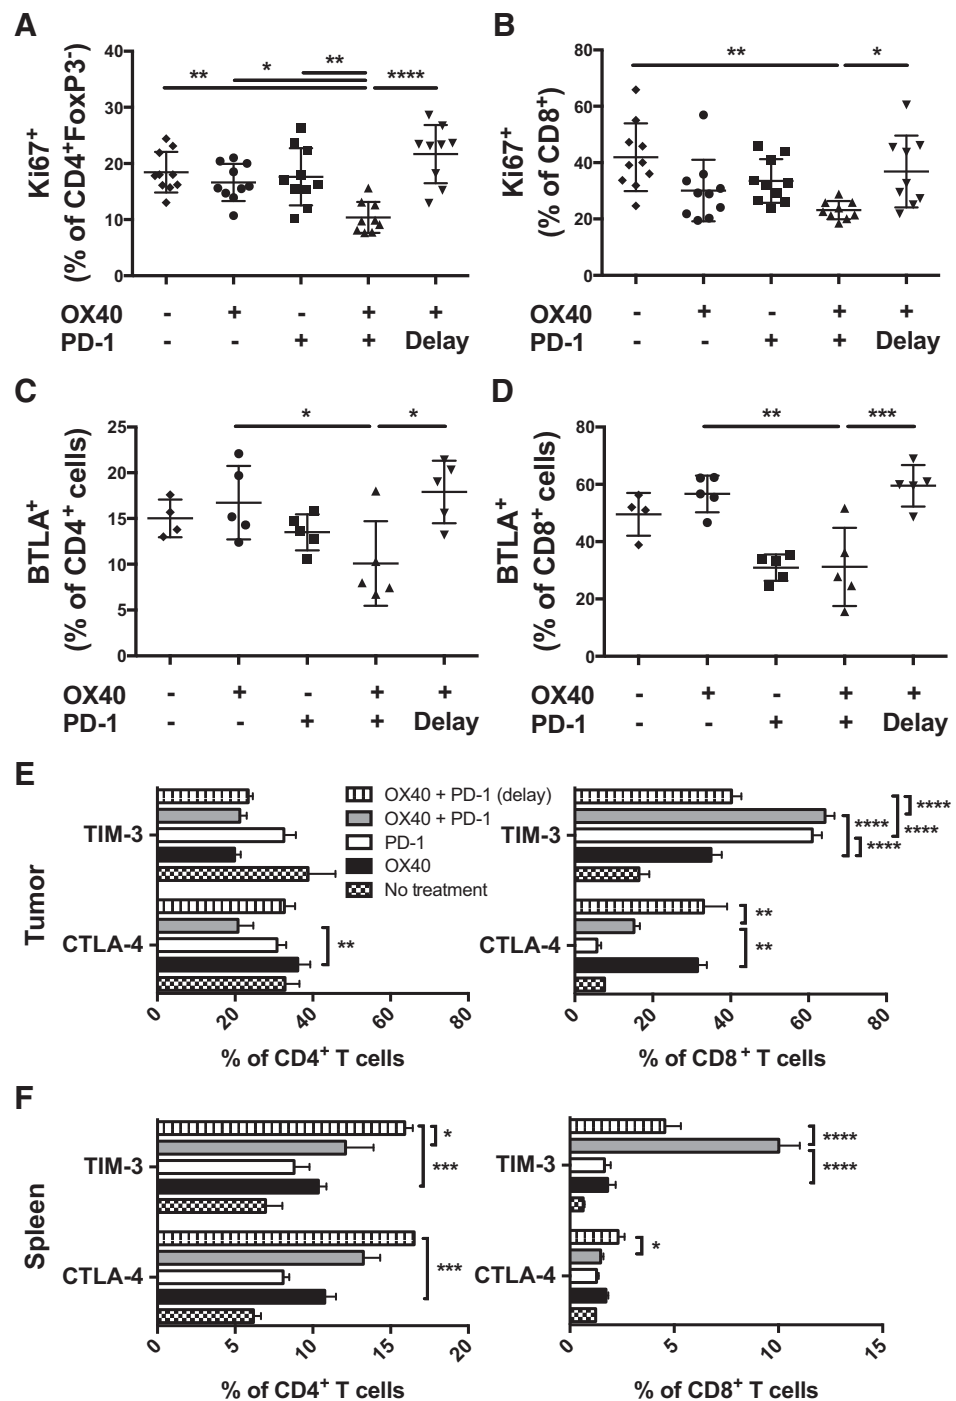 A
Ki67+
(% of CD4+FoxP3-)
40
30
20
10
0
** * ** ****
OX40 - + - + +
PD-1 - - + + Delay
B
Ki67+
(% of CD8+)
80
60
40
20
0
** *
OX40 - + - + +
PD-1 - - + + Delay
C
BTLA+
(% of CD4+ cells)
25
20
15
10
5
0
* *
OX40 - + - + +
PD-1 - - + + Delay
D
BTLA+
(% of CD8+ cells)
80
60
40
20
0
** ***
OX40 - + - + +
PD-1 - - + + Delay
E
Tumor
TIM-3
CTLA-4
**
0 20 40 60 80
% of CD4+ T cells
OX40 + PD-1 (delay)
OX40 + PD-1
PD-1
OX40
No treatment
TIM-3
CTLA-4
****
****
****
****
**
**
0 20 40 60 80
% of CD8+ T cells
F
Spleen
TIM-3
CTLA-4
*
***
***
0 5 10 15 20
% of CD4+ T cells
TIM-3
CTLA-4
****
****
*
0 5 10 15
% of CD8+ T cells